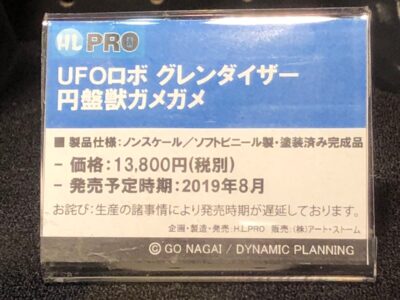 HL PRO
UFOロボ グレンダイザー
円盤獣ガメガメ
■ 製品仕様:ノンスケール/ソフトビニール製・塗装済み完成品
- 価格:13,800円(税別)
- 発売予定時期:2019年8月
お詫び:生産の諸事情により発売時期が遅延しております。
企画・製造・発売 H.L.PRO 販売:(株)アート・ストーム
© GO NAGAI / DYNAMIC PLANNING